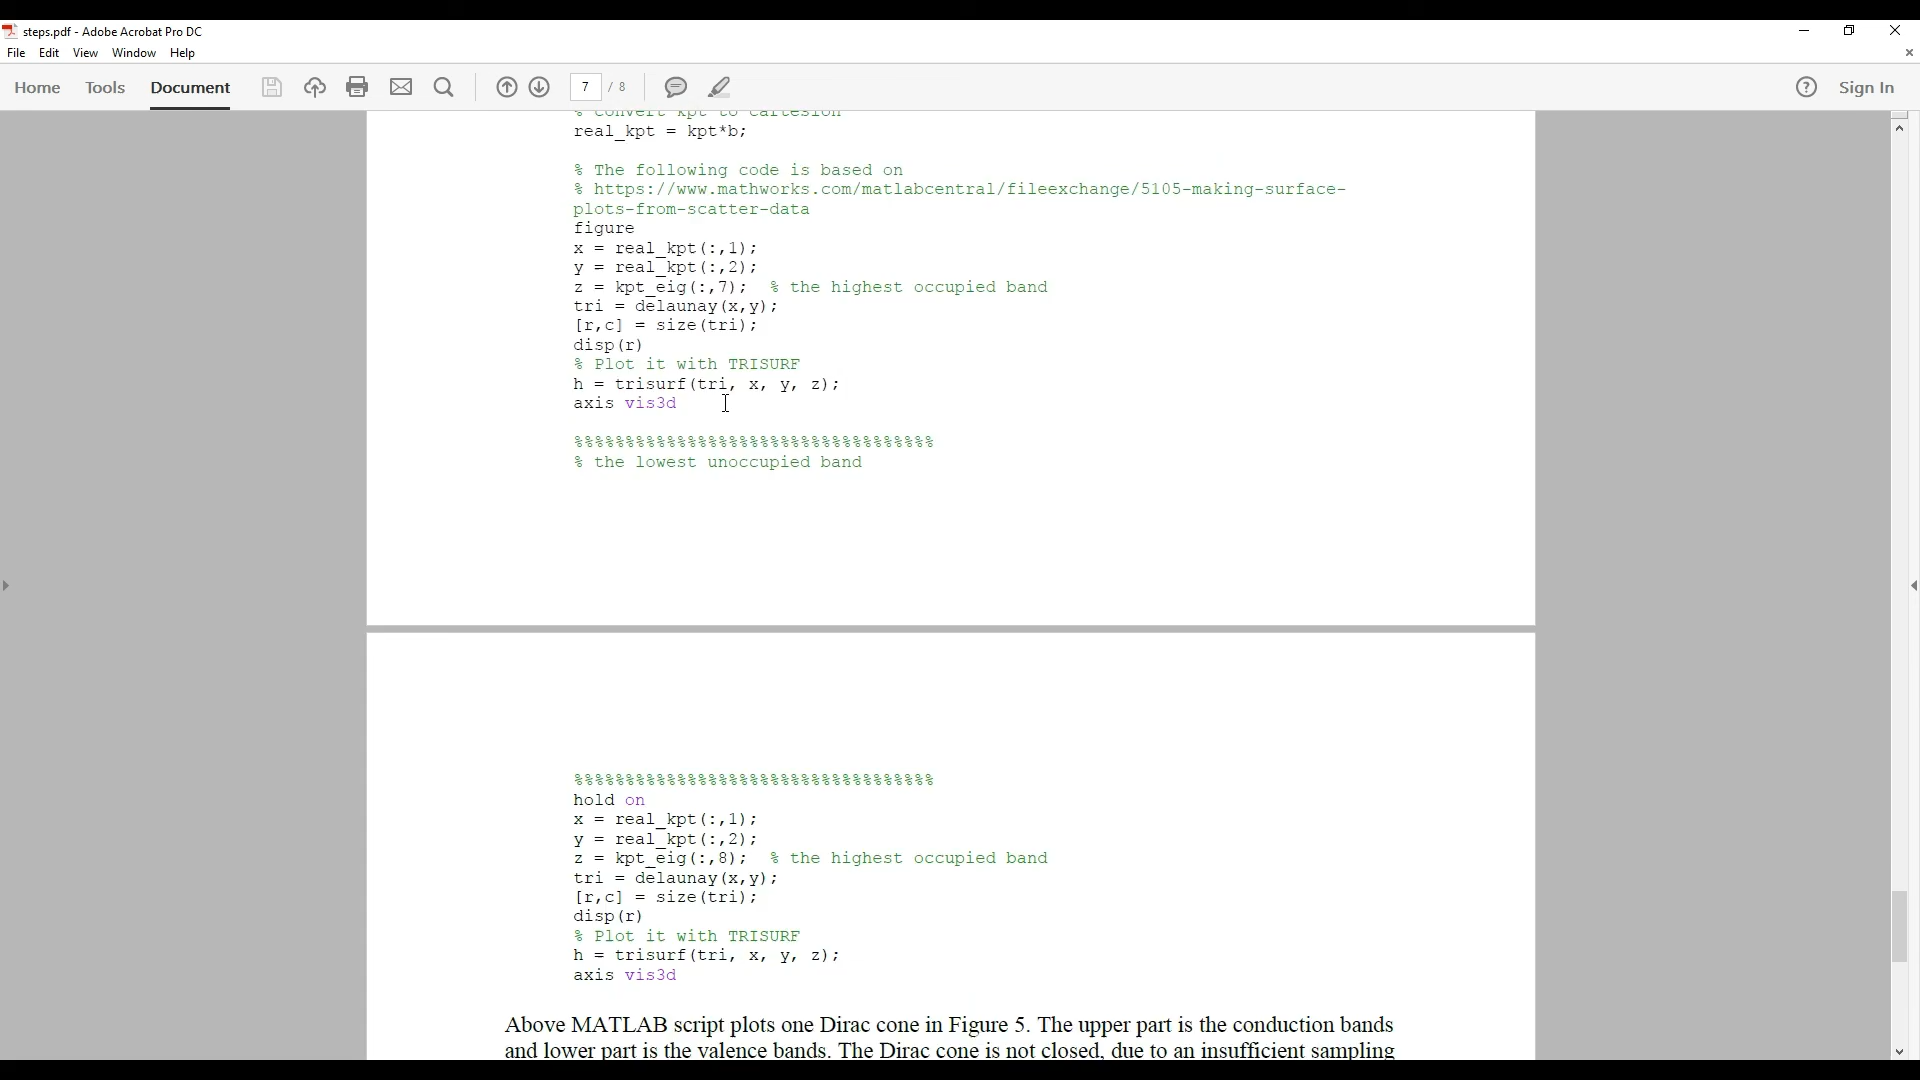 steps.pdf - Adobe Acrobat Pro DC
File Edit View Window Help
Home Tools Document 7 / 8 Sign In
% convert kpt to cartesion
real_kpt = kpt*b;
% The following code is based on
% https://www.mathworks.com/matlabcentral/fileexchange/5105-making-surface-
plots-from-scatter-data
figure
x = real_kpt(:,1);
y = real_kpt(:,2);
z = kpt_eig(:,7); % the highest occupied band
tri = delaunay(x,y);
[r,c] = size(tri);
disp(r)
% Plot it with TRISURF
h = trisurf(tri, x, y, z);
axis vis3d
%%%%%%%%%%%%%%%%%%%%%%%%%%%%%%%%%%%
% the lowest unoccupied band
%%%%%%%%%%%%%%%%%%%%%%%%%%%%%%%%%%%
hold on
x = real_kpt(:,1);
y = real_kpt(:,2);
z = kpt_eig(:,8); % the highest occupied band
tri = delaunay(x,y);
[r,c] = size(tri);
disp(r)
% Plot it with TRISURF
h = trisurf(tri, x, y, z);
axis vis3d
Above MATLAB script plots one Dirac cone in Figure 5. The upper part is the conduction bands
and lower part is the valence bands. The Dirac cone is not closed, due to an insufficient sampling